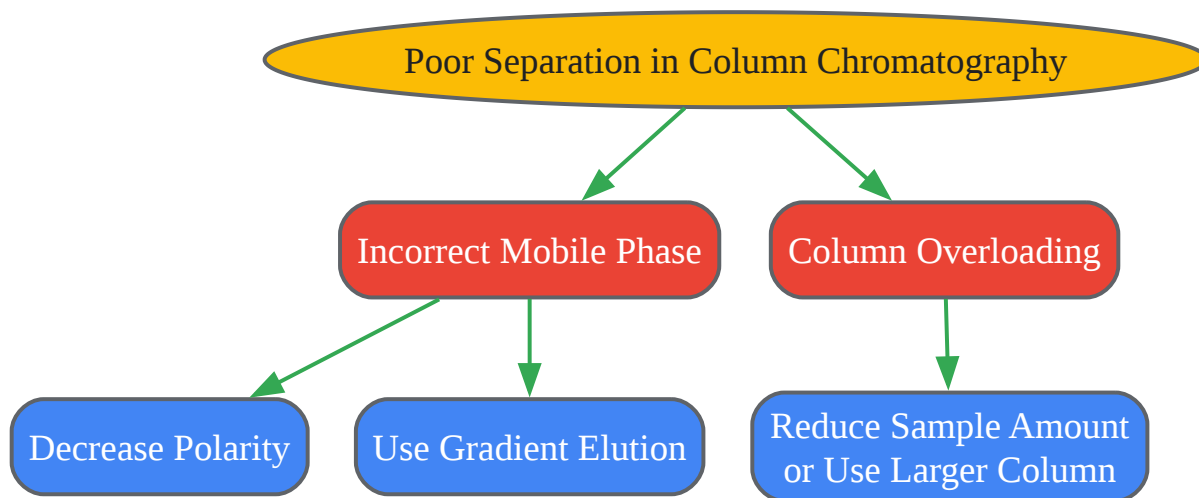 Poor Separation in Column Chromatography
Incorrect Mobile Phase
Column Overloading
Decrease Polarity
Use Gradient Elution
Reduce Sample Amount
or Use Larger Column